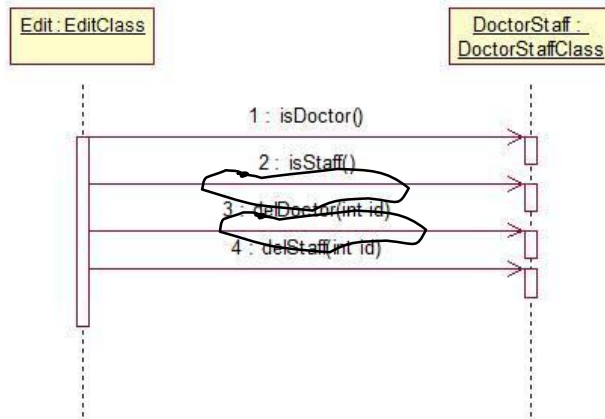 Edit : EditClass
DoctorStaff :
DoctorStaffClass
1 : isDoctor()
2 : isStaff()
3 : delDoctor(int id)
4 : delStaff(int id)